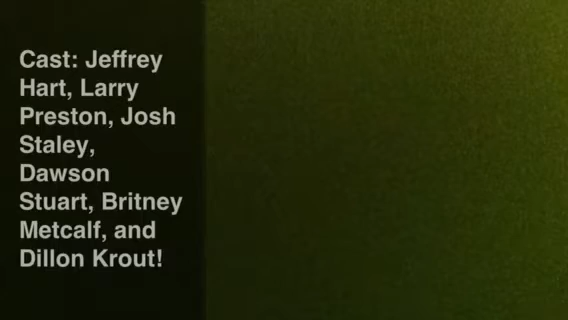 Cast: Jeffrey
Hart, Larry
Preston, Josh
Staley,
Dawson
Stuart, Britney
Metcalf, and
Dillon Krout!